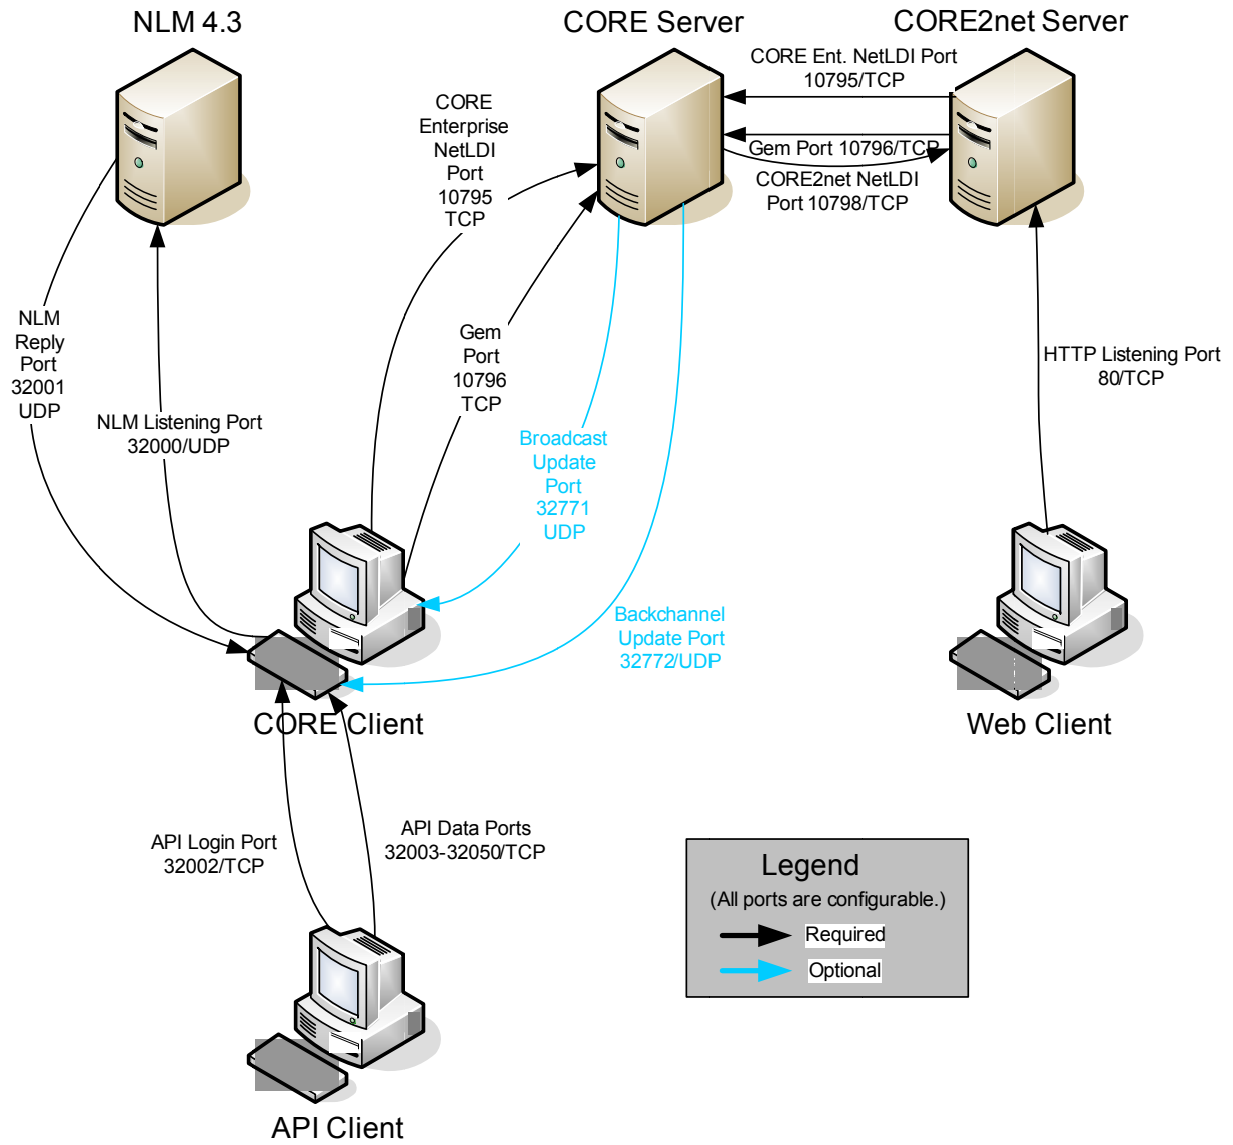 NLM 4.3
CORE Server
CORE2net Server
CORE Ent. NetLDI Port
10795/TCP
Gem Port 10796/TCP
CORE2net NetLDI
Port 10798/TCP
CORE
Enterprise
NetLDI
Port
10795
TCP
NLM
Reply
Port
32001
UDP
NLM Listening Port
32000/UDP
Gem
Port
10796
TCP
HTTP Listening Port
80/TCP
Broadcast
Update
Port
32771
UDP
Backchannel
Update Port
32772/UDP
CORE Client
Web Client
API Login Port
32002/TCP
API Data Ports
32003-32050/TCP
Legend
(All ports are configurable.)
Required
Optional
API Client